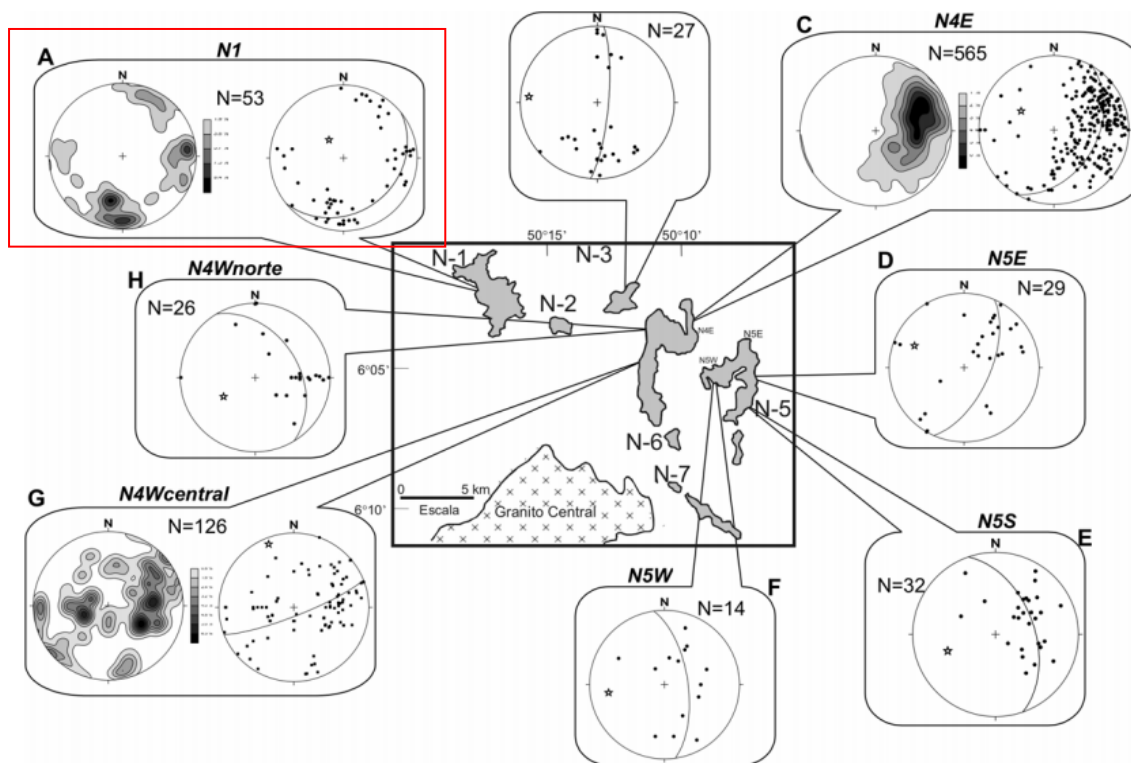 A
N1
N
N=53
N
N
N=27
C
N4E
N
N=565
N
50°15'
50°10'
N-1
N-2
N-3
N4E
N5W
N5E
N-5
6°05'
N-6
N-7
6°10'
0
5 km
Escala
Granito Central
H
N4Wnorte
N=26
N
D
N5E
N
N=29
G
N4Wcentral
N
N=126
N
N5W
N
N=14
F
N5S
E
N
N=32